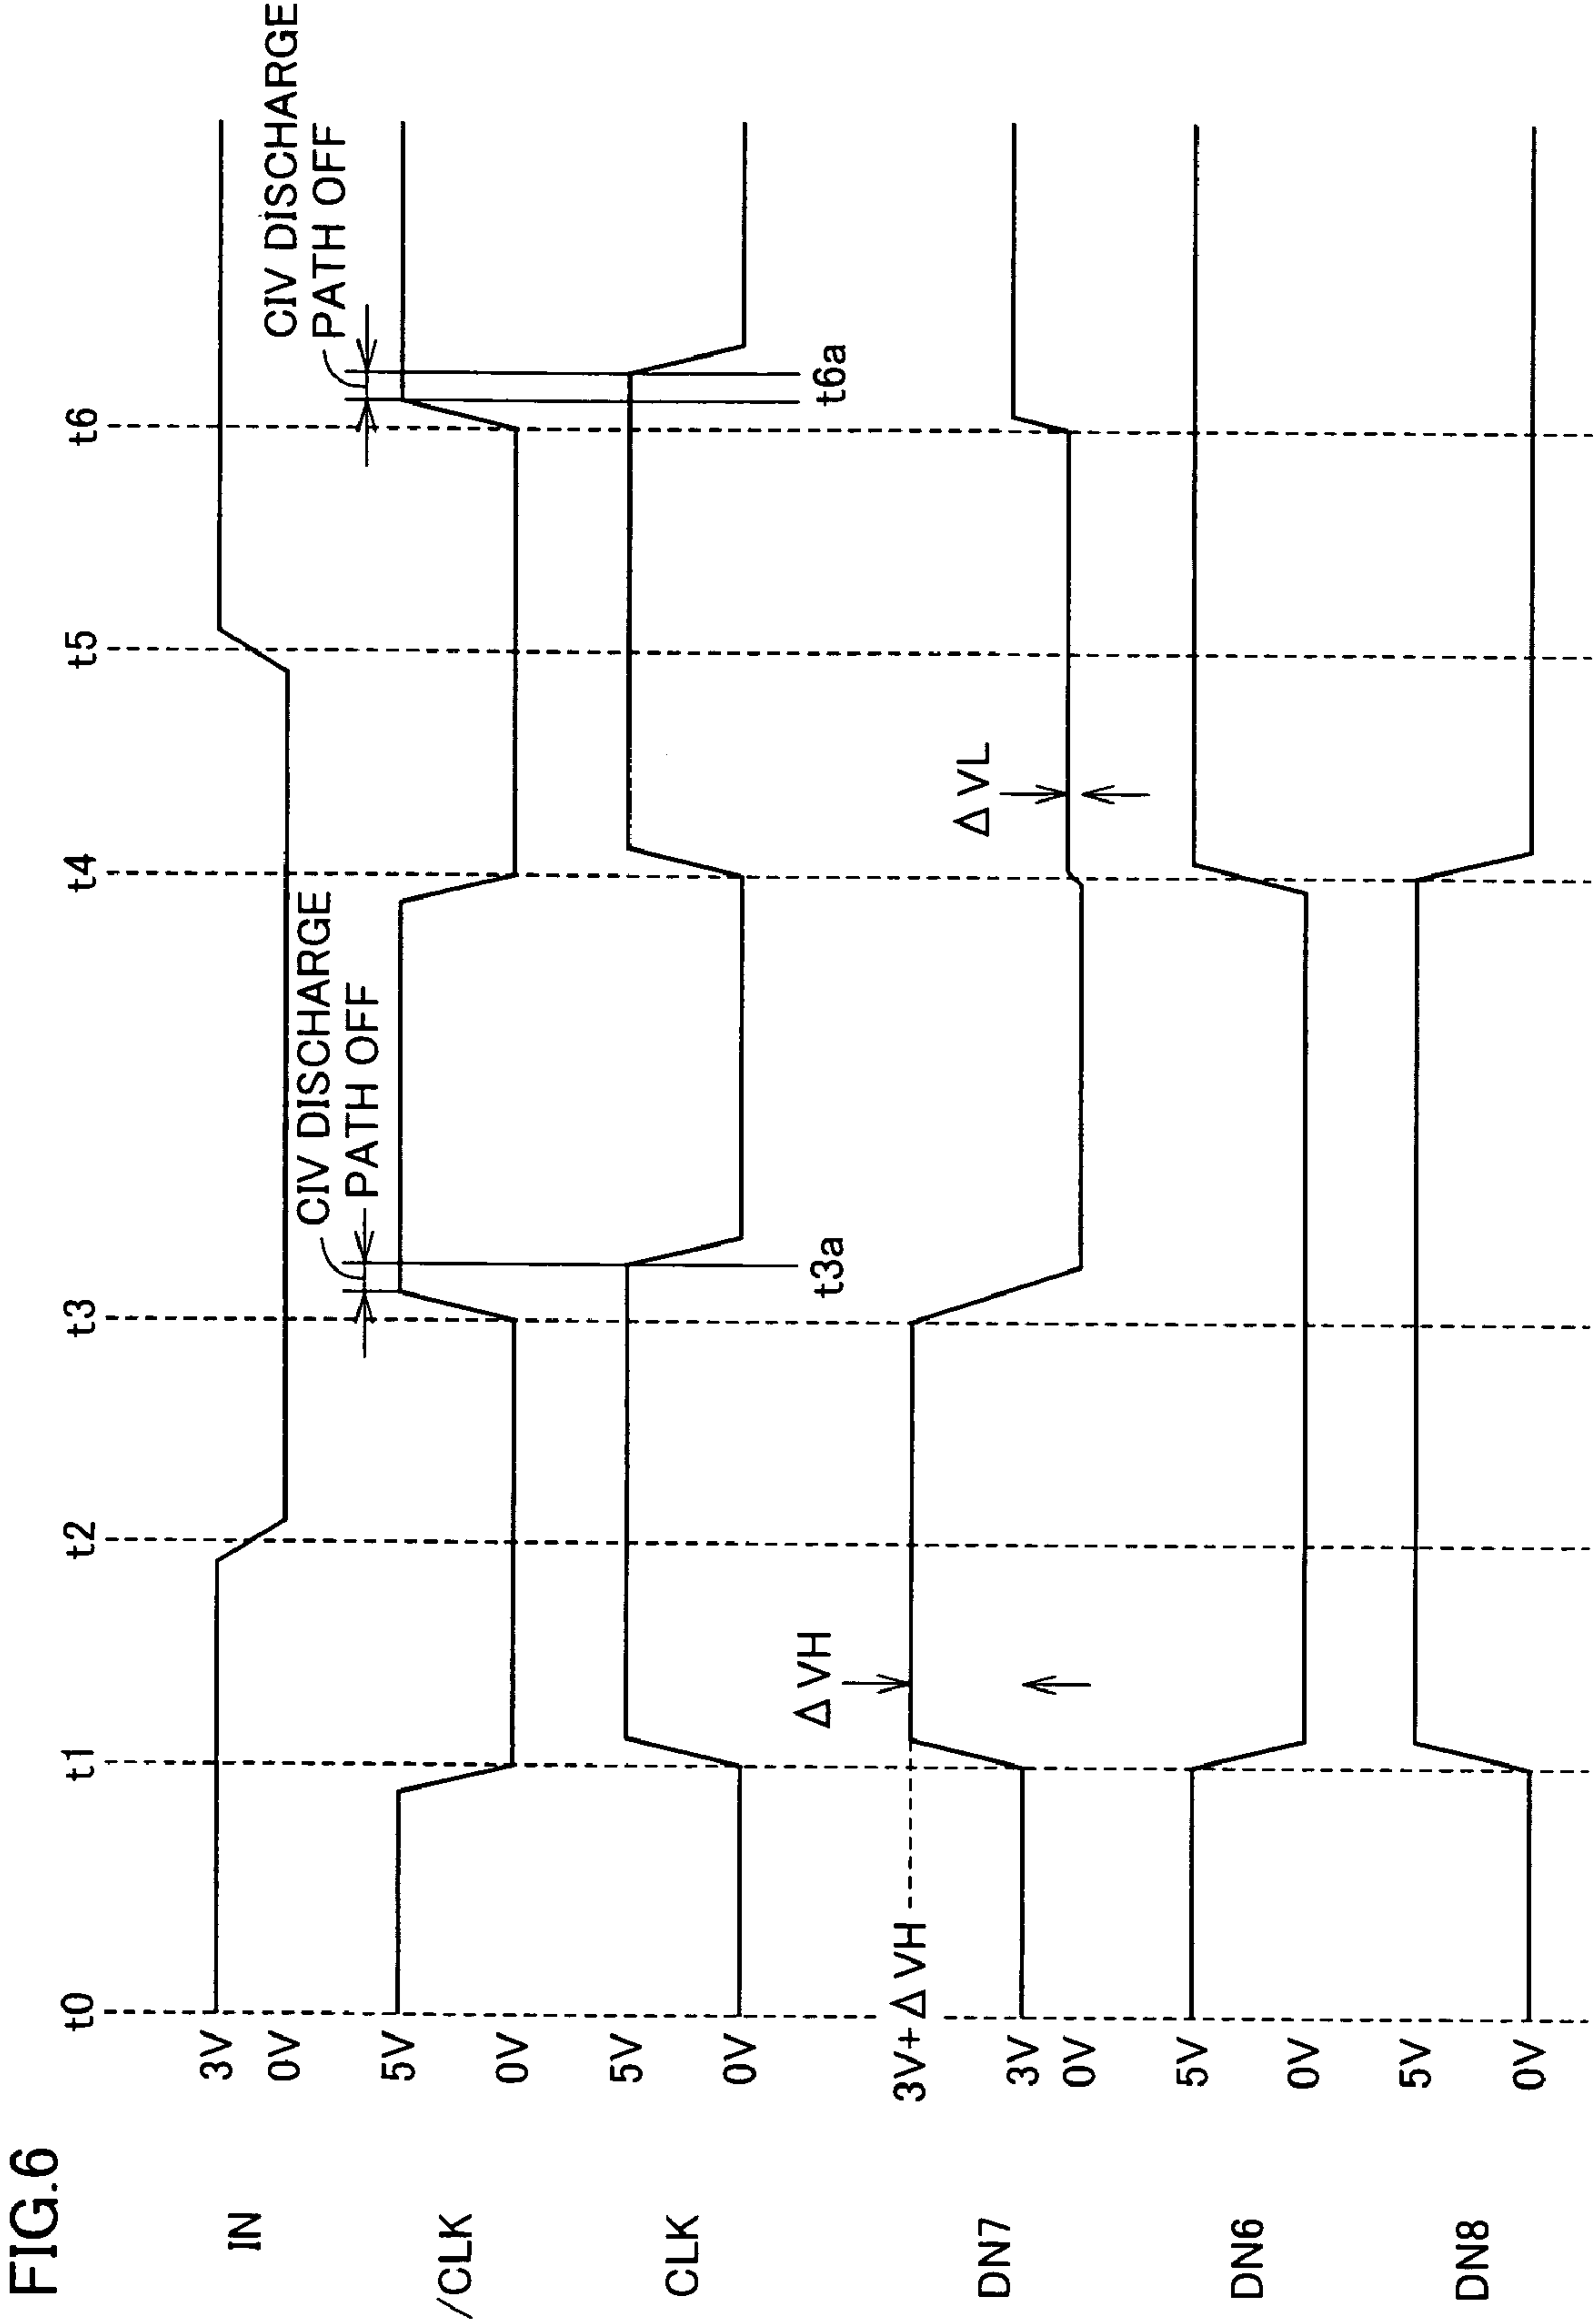 FIG.6
t0
t1
t2
t3
t4
t5
t6
IN
3V
0V
CIV DISCHARGE
PATH OFF
CIV DISCHARGE
PATH OFF
/CLK
5V
0V
CLK
5V
0V
t3a
t6a
ΔVH
3V+ΔVH
ΔVL
DN7
3V
0V
DN6
5V
0V
DN8
5V
0V